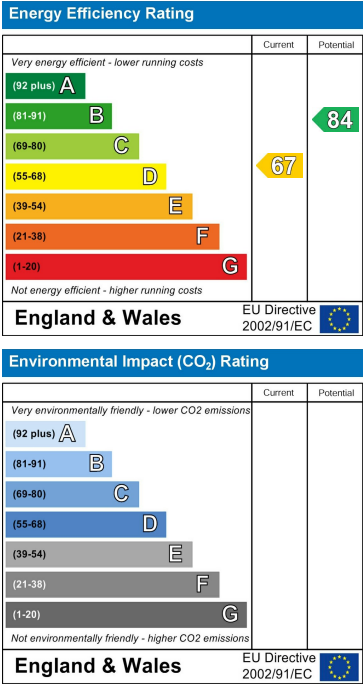 Energy Efficiency Rating
Current Potential
Very energy efficient - lower running costs
(92 plus) A
(81-91) B
84
(69-80) C
(55-68) D
67
(39-54) E
(21-38) F
(1-20) G
Not energy efficient - higher running costs
England & Wales
EU Directive
2002/91/EC
Environmental Impact (CO₂) Rating
Current Potential
Very environmentally friendly - lower CO2 emissions
(92 plus) A
(81-91) B
(69-80) C
(55-68) D
(39-54) E
(21-38) F
(1-20) G
Not environmentally friendly - higher CO2 emissions
England & Wales
EU Directive
2002/91/EC